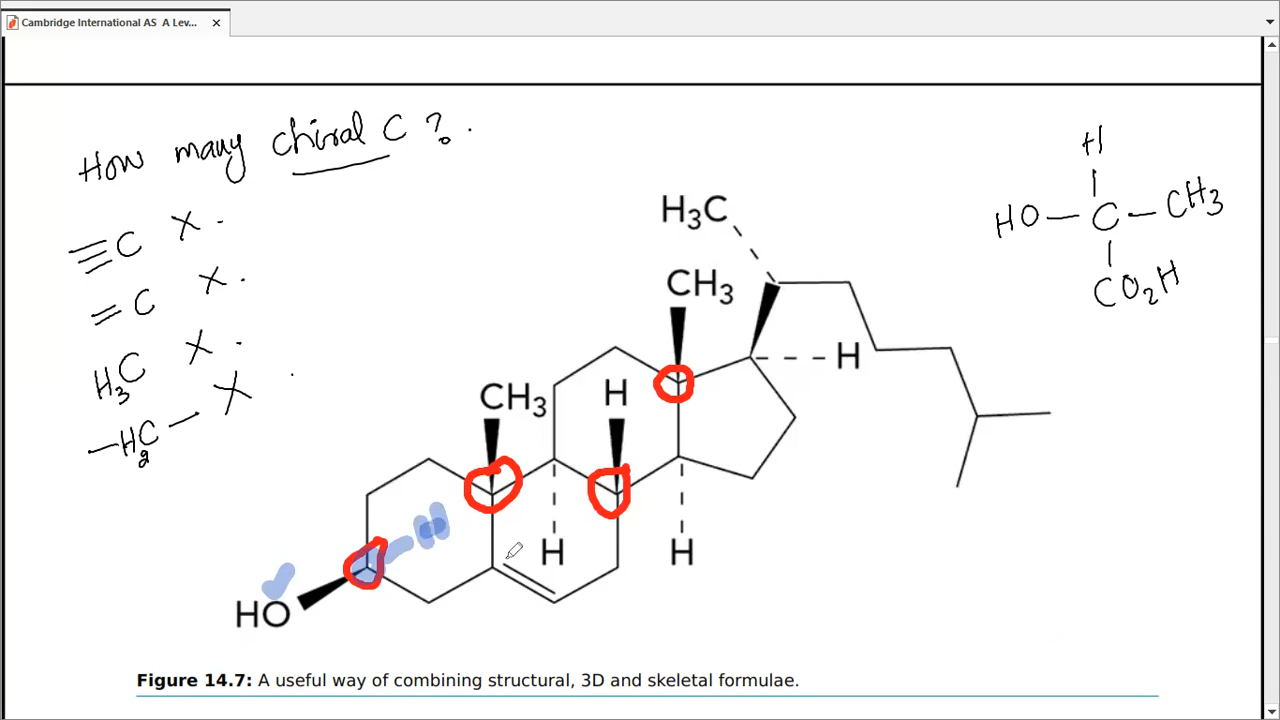 Cambridge International AS A Lev...
How many chiral C ?.
≡C X .
=C X .
H₃C X .
—H₂C— X
H
HO—C—CH₃
CO₂H
H₃C
CH₃
H
H
CH₃
H
H
HO
Figure 14.7: A useful way of combining structural, 3D and skeletal formulae.